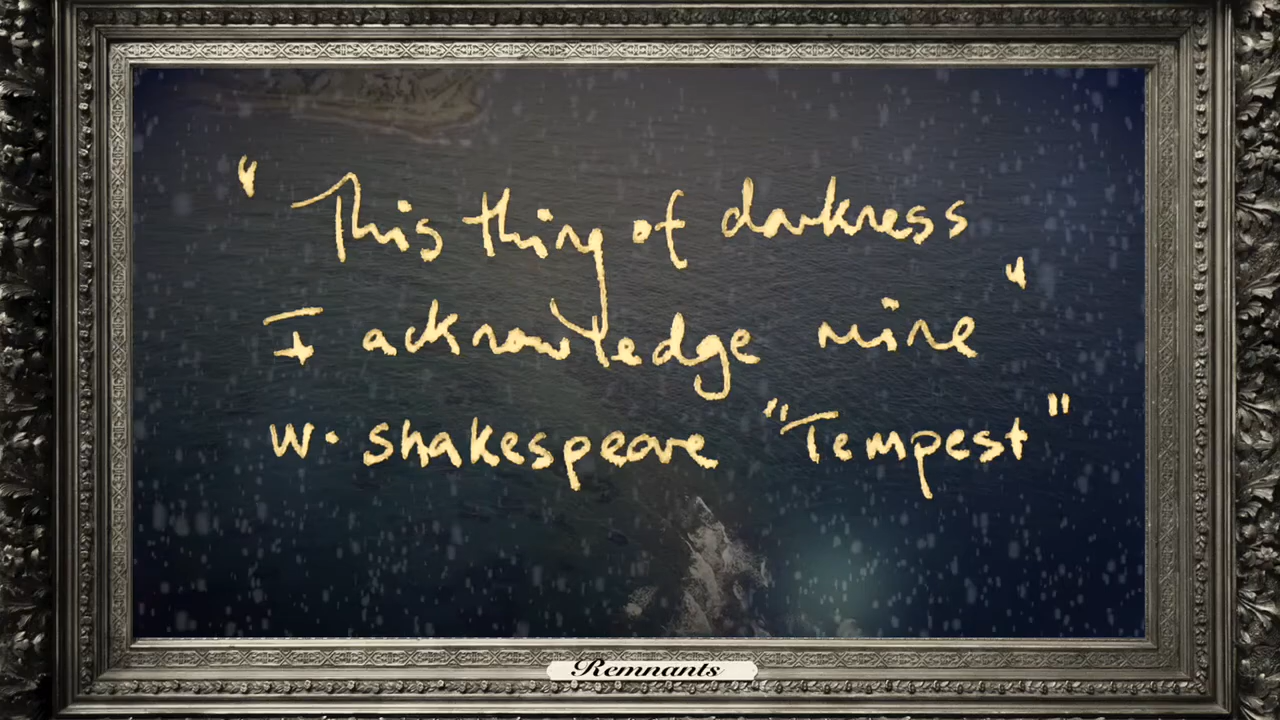 "This thing of darkness
I acknowledge mine"
W. Shakespeare "Tempest"
Remnants